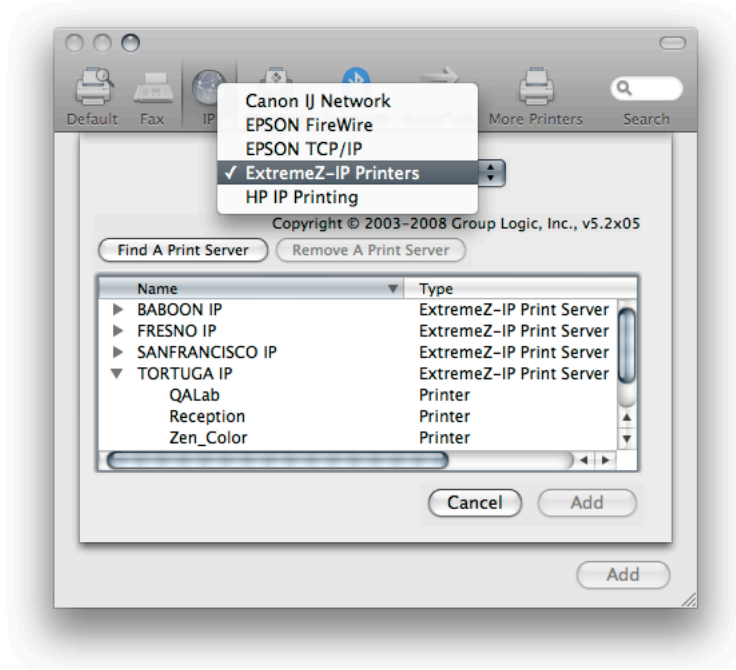 Default Fax IP More Printers Search
Canon IJ Network
EPSON FireWire
EPSON TCP/IP
✓ ExtremeZ-IP Printers
HP IP Printing
Copyright © 2003-2008 Group Logic, Inc., v5.2x05
Find A Print Server Remove A Print Server
Name Type
BABOON IP ExtremeZ-IP Print Server
FRESNO IP ExtremeZ-IP Print Server
SANFRANCISCO IP ExtremeZ-IP Print Server
TORTUGA IP ExtremeZ-IP Print Server
QALab Printer
Reception Printer
Zen_Color Printer
Cancel Add
Add